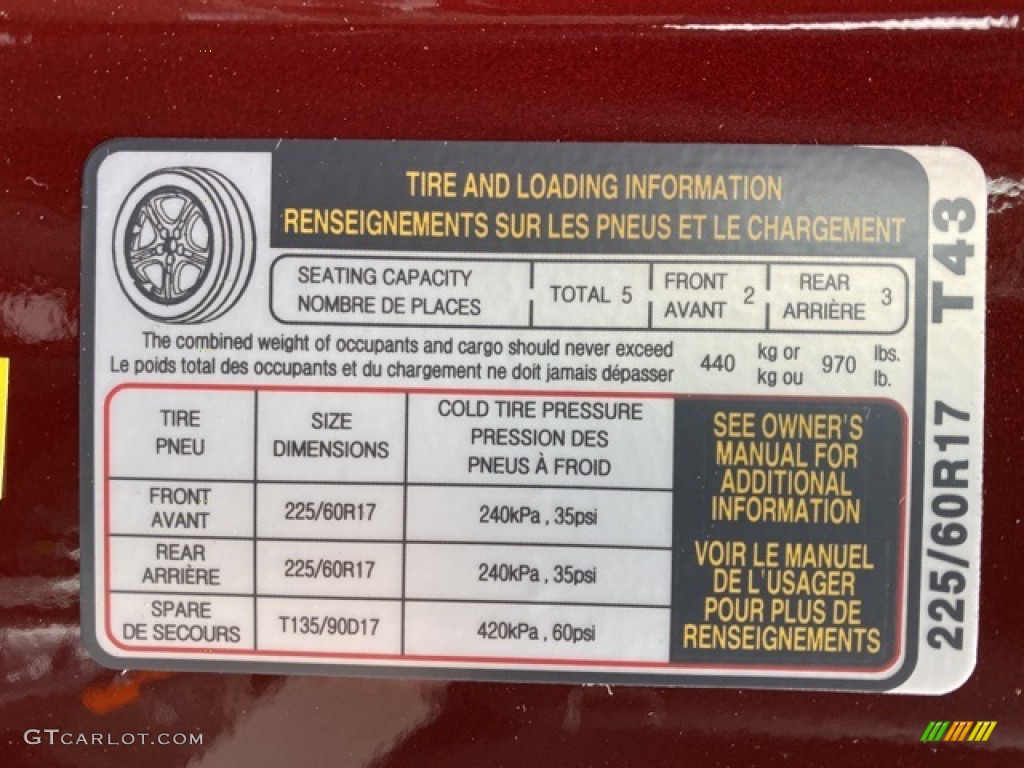 TIRE AND LOADING INFORMATION
RENSEIGNEMENTS SUR LES PNEUS ET LE CHARGEMENT
SEATING CAPACITY
NOMBRE DE PLACES
TOTAL 5
FRONT
AVANT
2
REAR
ARRIÈRE
3
The combined weight of occupants and cargo should never exceed
Le poids total des occupants et du chargement ne doit jamais dépasser
440
kg or
kg ou
970
lbs.
lb.
TIRE
PNEU
SIZE
DIMENSIONS
COLD TIRE PRESSURE
PRESSION DES
PNEUS À FROID
FRONT
AVANT
225/60R17
240kPa , 35psi
REAR
ARRIÈRE
225/60R17
240kPa , 35psi
SPARE
DE SECOURS
T135/90D17
420kPa , 60psi
SEE OWNER'S
MANUAL FOR
ADDITIONAL
INFORMATION
VOIR LE MANUEL
DE L'USAGER
POUR PLUS DE
RENSEIGNEMENTS
225/60R17 T43
GTCARLOT.COM